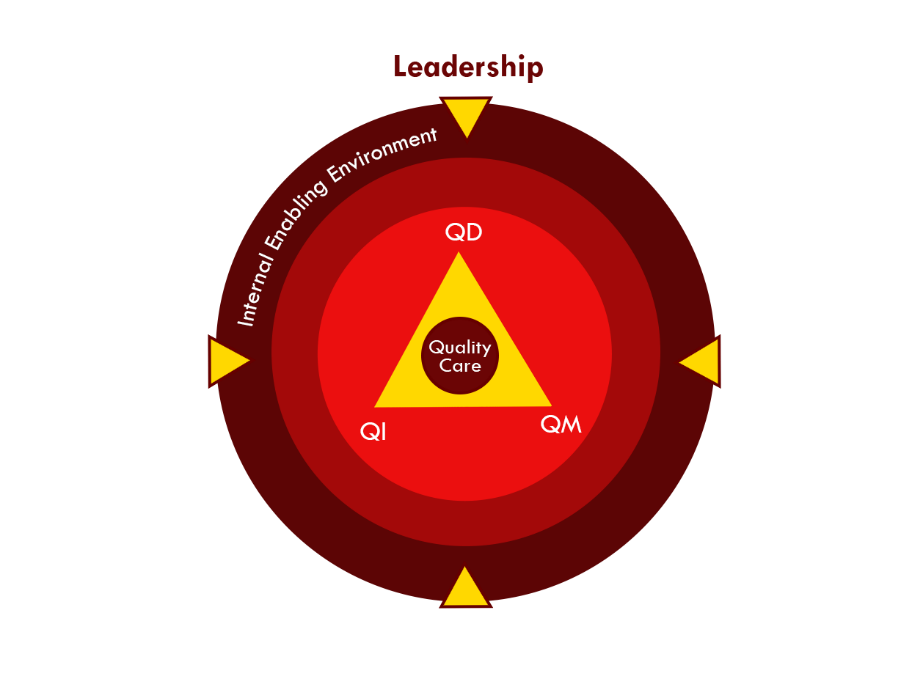 Leadership
Internal Enabling Environment
QD
Quality
Care
QI
QM